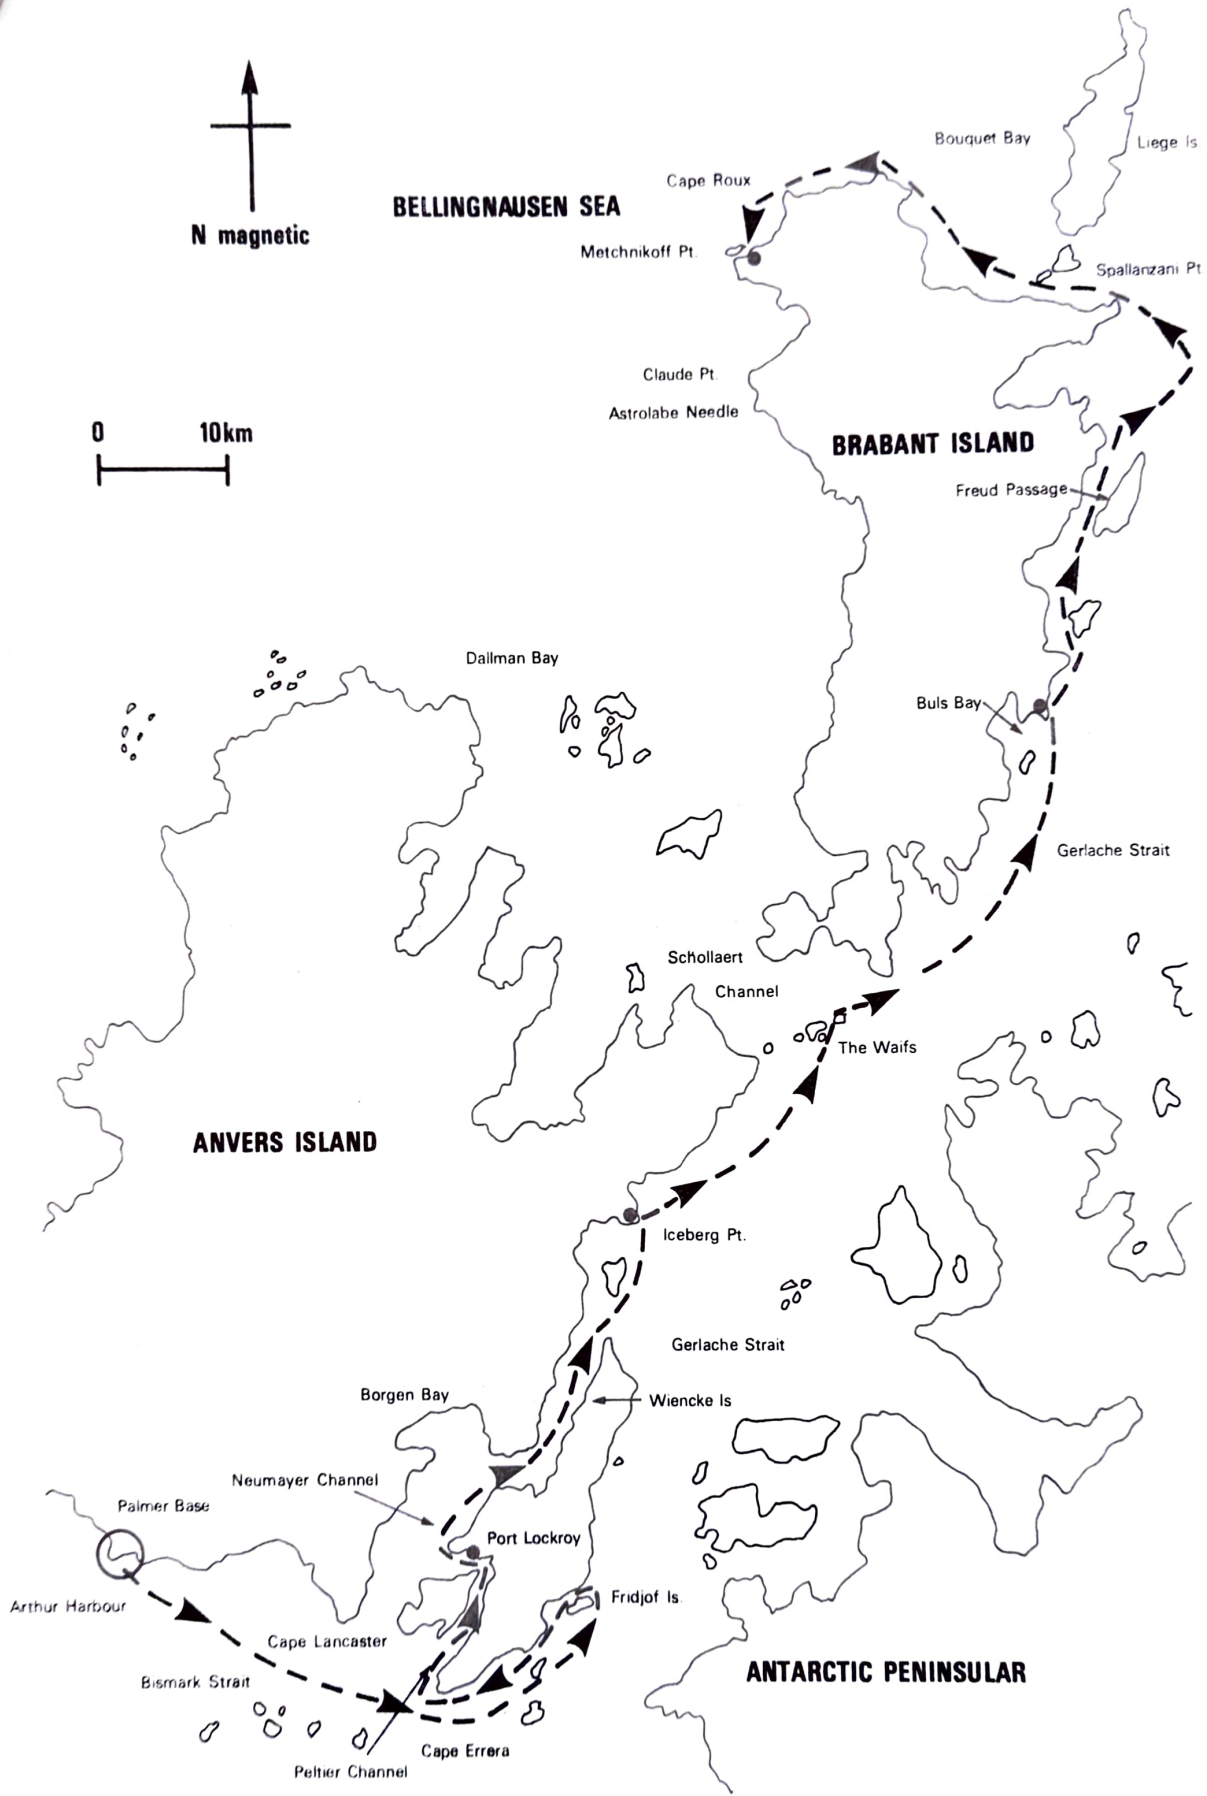 Bouquet Bay
Liege Is.
Cape Roux
BELLINGNAUSEN SEA
N magnetic
Metchnikoff Pt.
Spallanzani Pt
Claude Pt.
Astrolabe Needle
0 10km
BRABANT ISLAND
Freud Passage
Dallman Bay
Buls Bay
Gerlache Strait
Schollaert
Channel
The Waifs
ANVERS ISLAND
Iceberg Pt.
Gerlache Strait
Borgen Bay
Wiencke Is
Neumayer Channel
Palmer Base
Port Lockroy
Arthur Harbour
Fridjof Is.
Cape Lancaster
Bismark Strait
ANTARCTIC PENINSULAR
Cape Errera
Peltier Channel